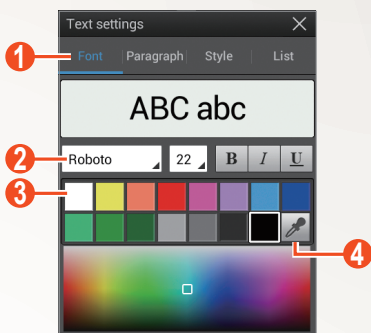 Text settings
1 Font Paragraph Style List
ABC abc
2 Roboto 22 B I U
3
4